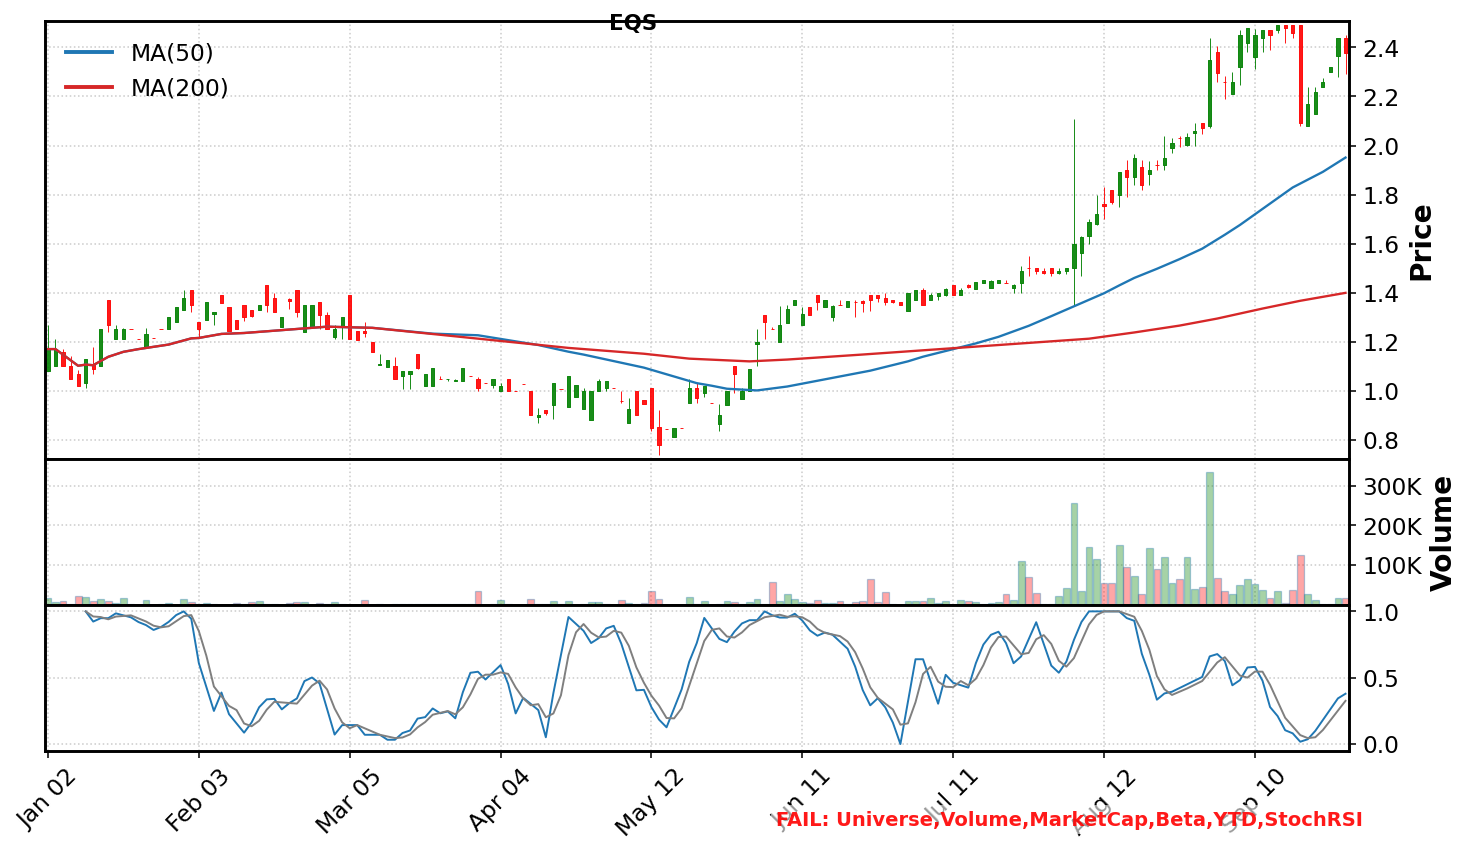 EQS
MA(50)
MA(200)
2.4
2.2
2.0
1.8
1.6
1.4
1.2
1.0
0.8
Price
300K
200K
100K
Volume
1.0
0.5
0.0
Jan 02
Feb 03
Mar 05
Apr 04
May 12
Jun 11
Jul 11
Aug 12
Sep 10
FAIL: Universe,Volume,MarketCap,Beta,YTD,StochRSI